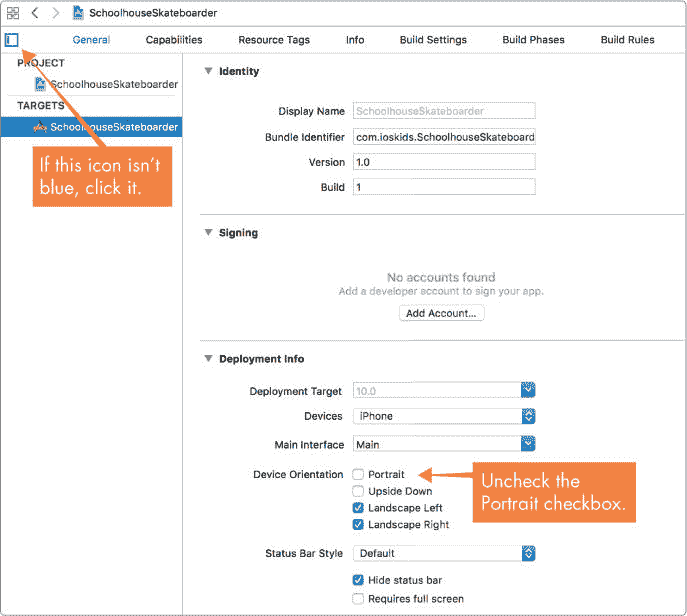 SchoolhouseSkateboarder
General Capabilities Resource Tags Info Build Settings Build Phases Build Rules
PROJECT
SchoolhouseSkateboarder
TARGETS
SchoolhouseSkateboarder
If this icon isn't
blue, click it.
Identity
Display Name SchoolhouseSkateboarder
Bundle Identifier com.ioskids.SchoolhouseSkateboard
Version 1.0
Build 1
Signing
No accounts found
Add a developer account to sign your app.
Add Account...
Deployment Info
Deployment Target 10.0
Devices iPhone
Main Interface Main
Device Orientation Portrait
Upside Down
Landscape Left
Landscape Right
Uncheck the
Portrait checkbox.
Status Bar Style Default
Hide status bar
Requires full screen